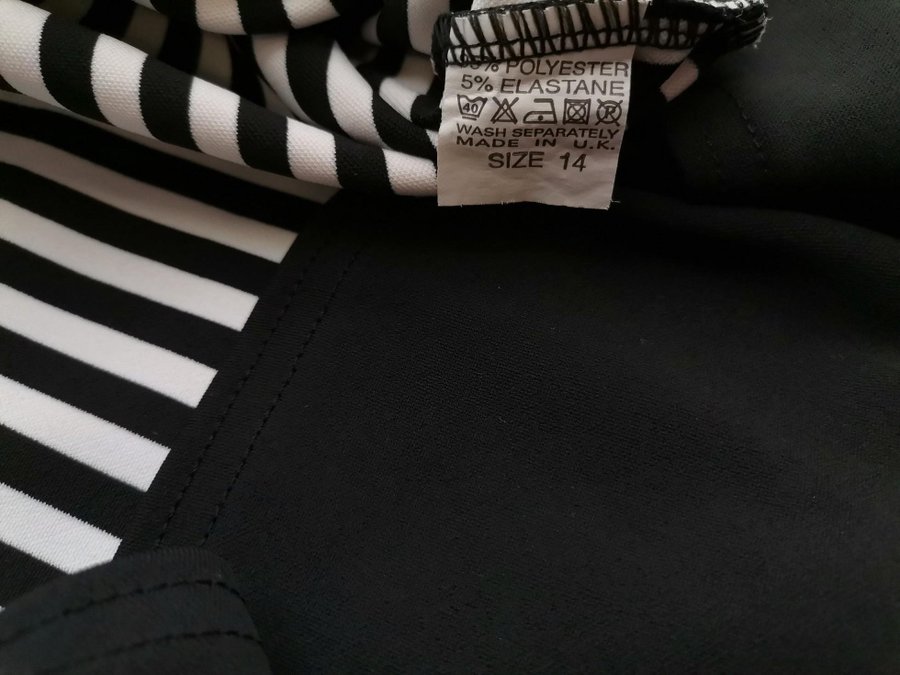 % POLYESTER
5% ELASTANE
40
WASH SEPARATELY
MADE IN U.K.
SIZE 14